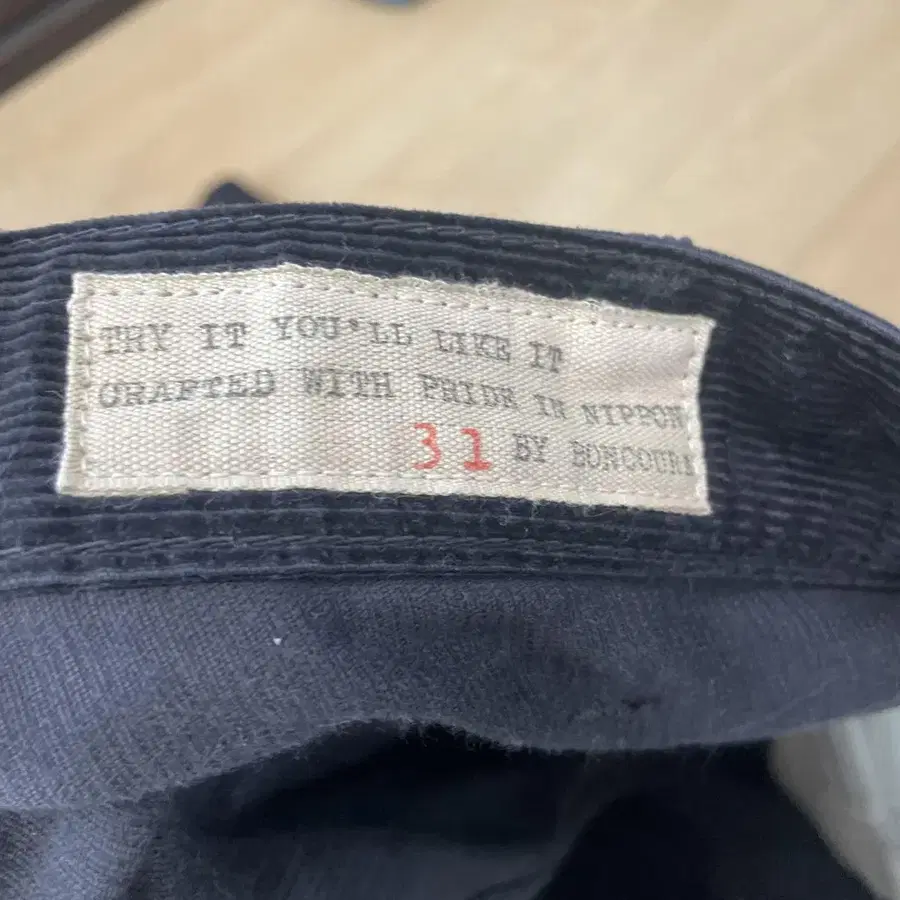 TRY IT YOU'LL LIKE IT
CRAFTED WITH PRIDE IN NIPPON
31 BY BONCOURA